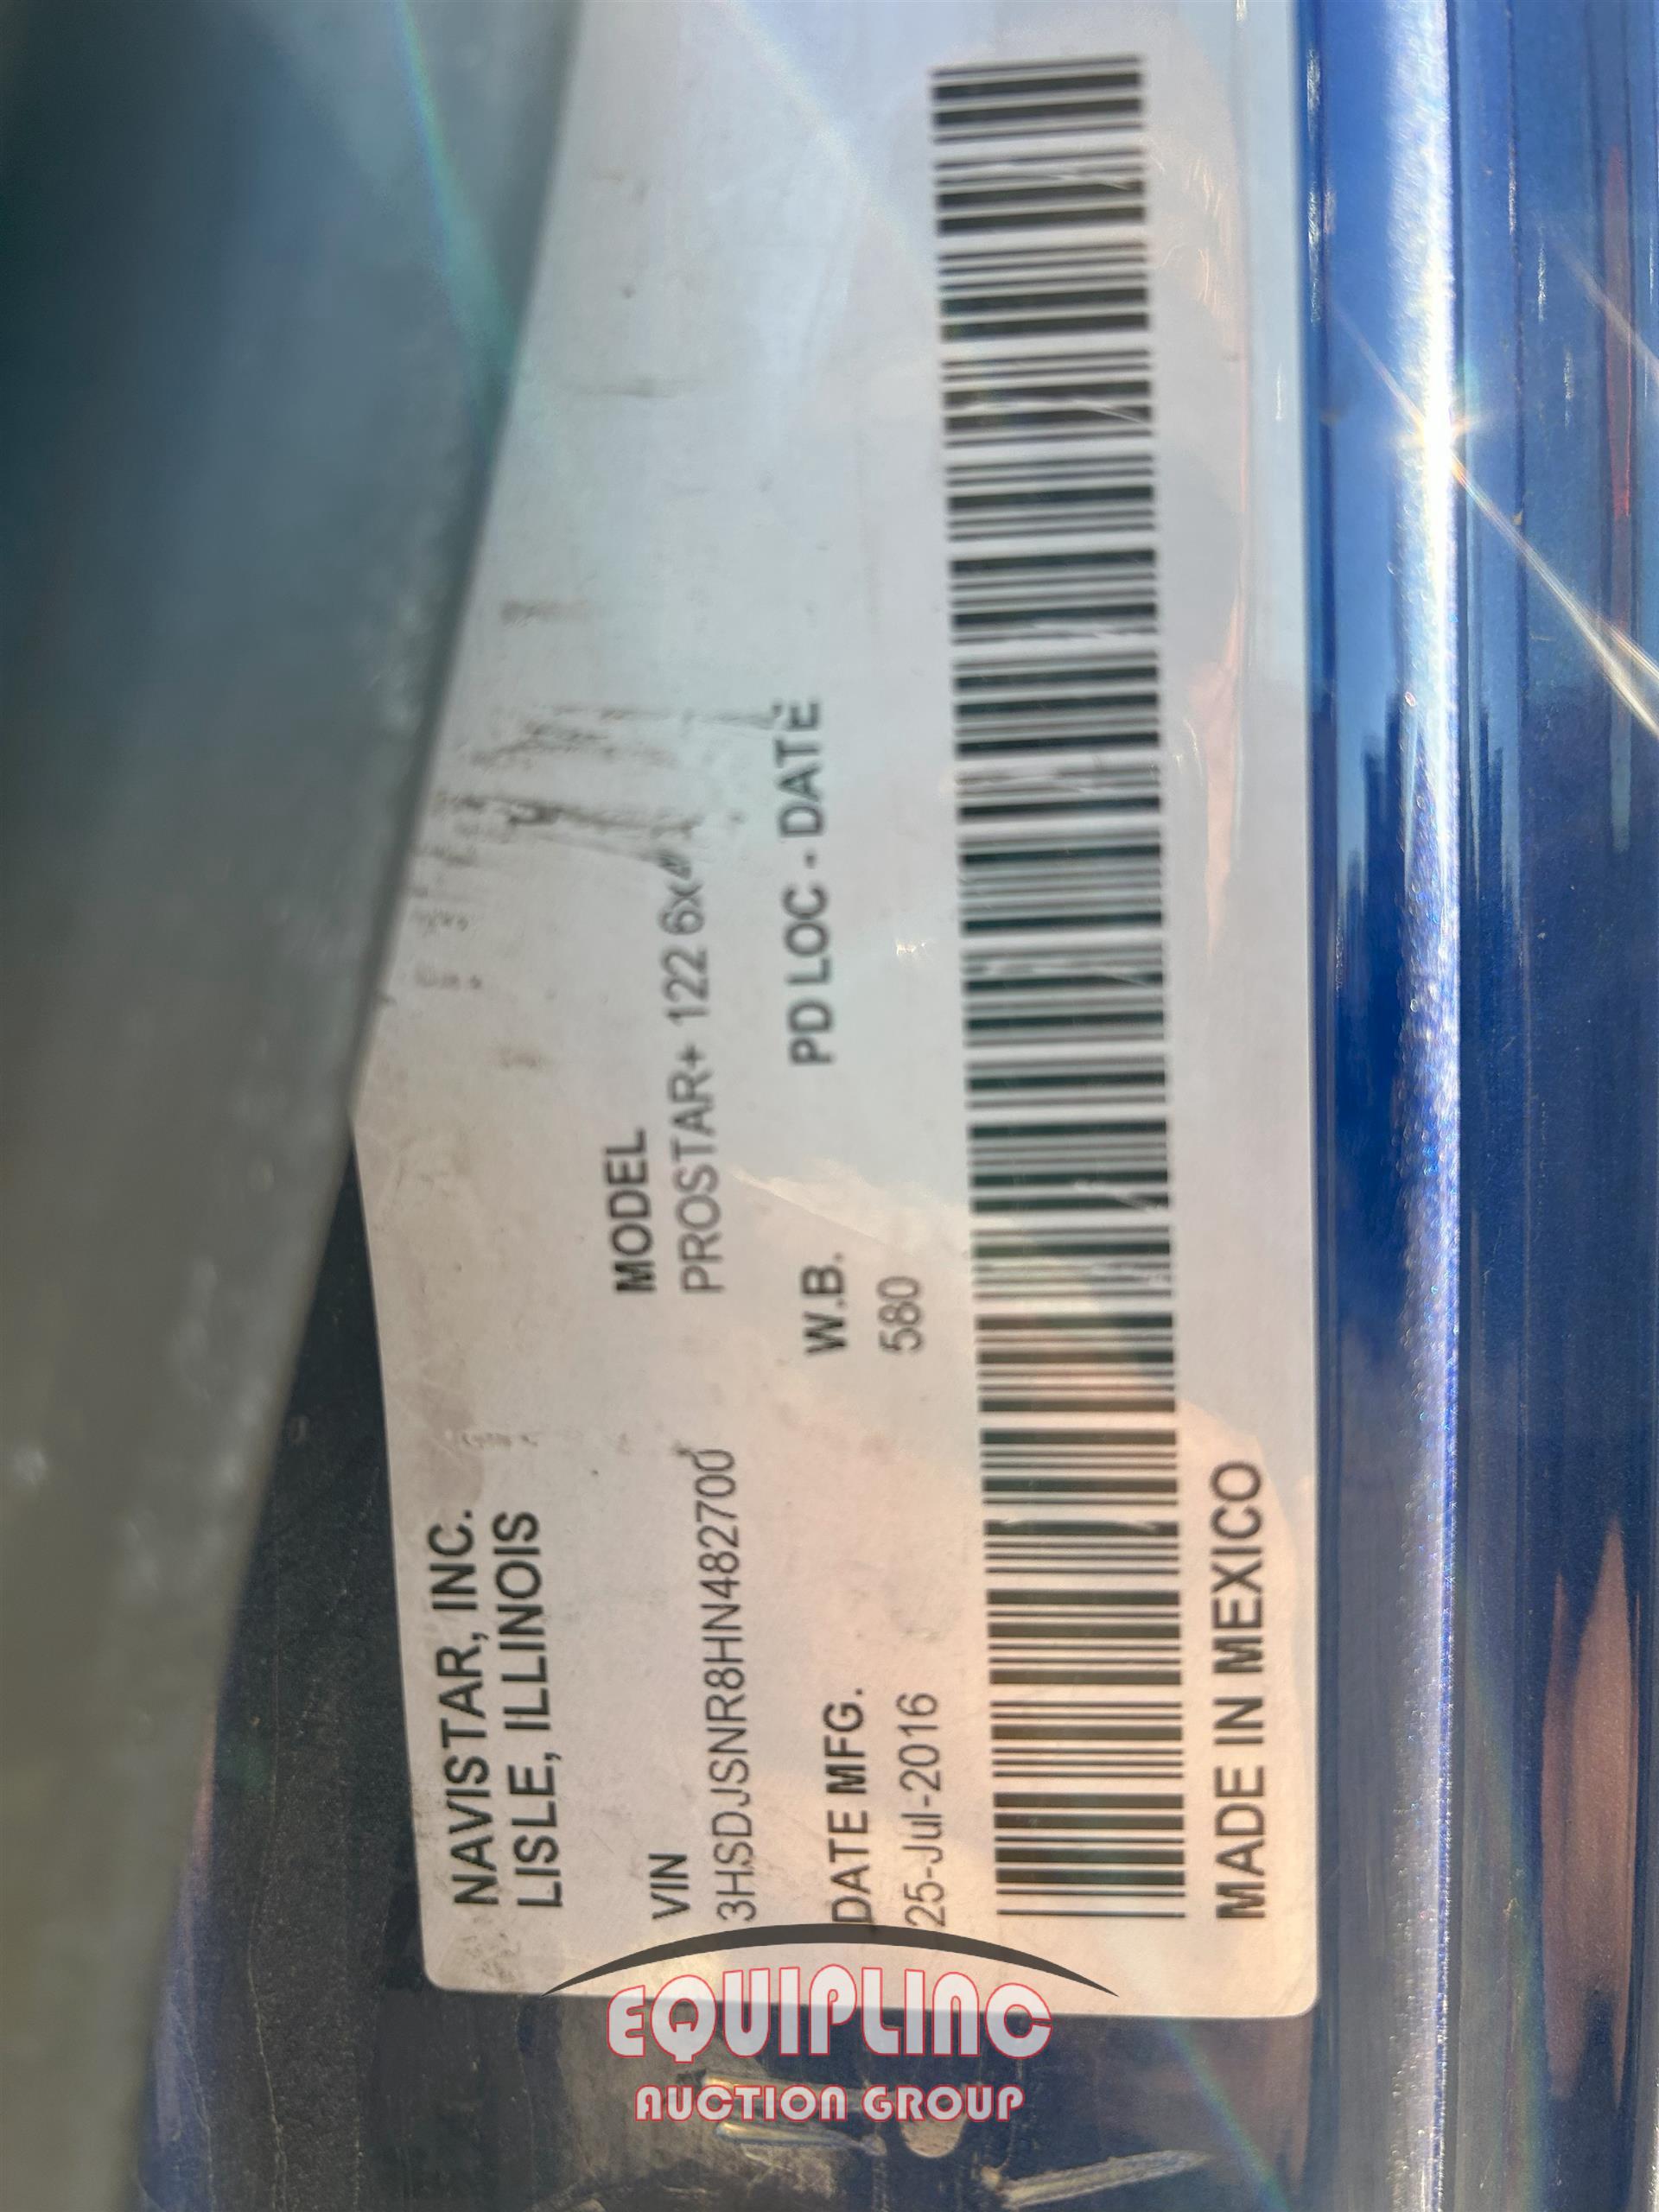 NAVISTAR, INC.
LISLE, ILLINOIS
VIN
3HSDJSNR8HN482700
MODEL
PROSTAR+ 122 6x4
DATE MFG.
25-Jul-2016
W.B.
580
PD LOC - DATE
MADE IN MEXICO
EQUIPLINC
AUCTION GROUP